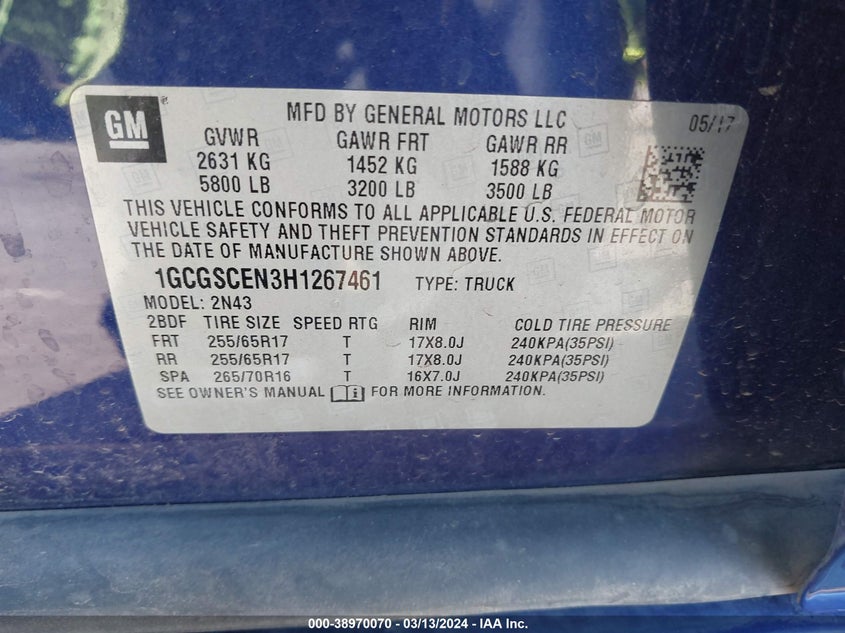 GM
MFD BY GENERAL MOTORS LLC
05/17
GVWR GAWR FRT GAWR RR
2631 KG 1452 KG 1588 KG
5800 LB 3200 LB 3500 LB
THIS VEHICLE CONFORMS TO ALL APPLICABLE U.S. FEDERAL MOTOR
VEHICLE SAFETY AND THEFT PREVENTION STANDARDS IN EFFECT ON
THE DATE OF MANUFACTURE SHOWN ABOVE.
1GCGSCEN3H1267461 TYPE: TRUCK
MODEL: 2N43
2BDF TIRE SIZE SPEED RTG RIM COLD TIRE PRESSURE
FRT 255/65R17 T 17X8.0J 240KPA(35PSI)
RR 255/65R17 T 17X8.0J 240KPA(35PSI)
SPA 265/70R16 T 16X7.0J 240KPA(35PSI)
SEE OWNER'S MANUAL FOR MORE INFORMATION.
000-38970070 - 03/13/2024 - IAAI.com